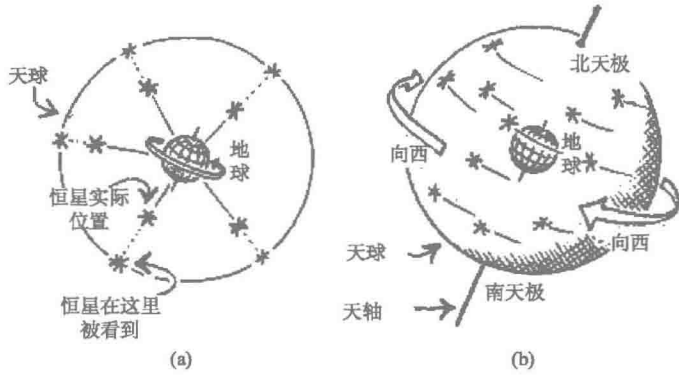 天球
地
球
恒星实际
位置
恒星在这里
被看到
(a)
北天极
向西
地
球
向西
天球
南天极
天轴
(b)